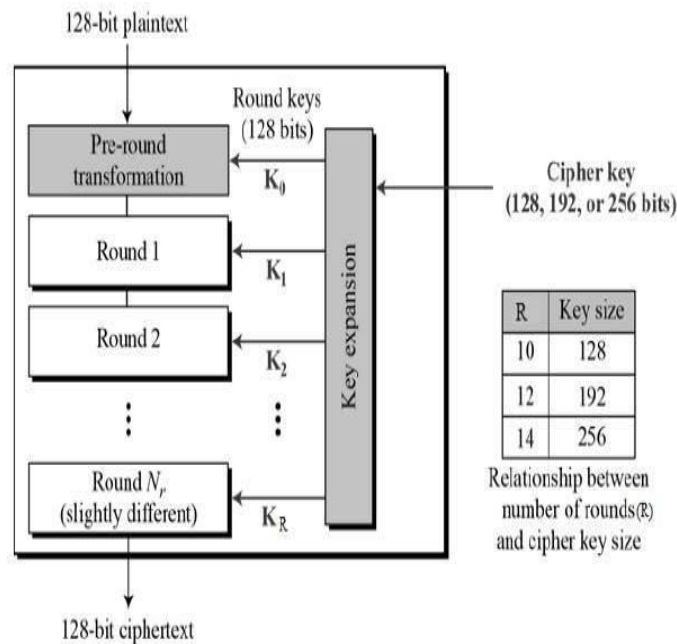 128-bit plaintext
Round keys
(128 bits)
Pre-round
transformation
K₀
Cipher key
(128, 192, or 256 bits)
Round 1
K₁
Key expansion
Round 2
K₂
R Key size
10 128
12 192
14 256
Relationship between
number of rounds(R)
and cipher key size
Round Nᵣ
(slightly different)
K_R
128-bit ciphertext